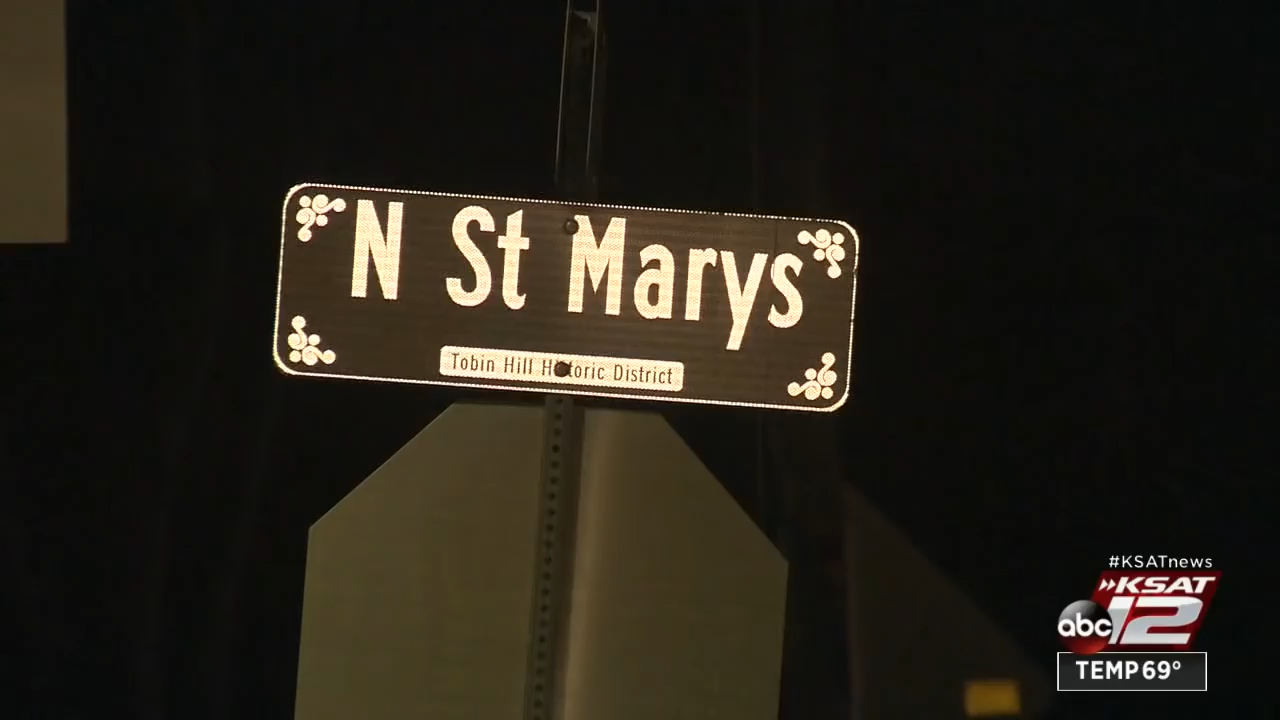 N St Marys
Tobin Hill Historic District
#KSATnews
KSAT
abc 12
TEMP 69°